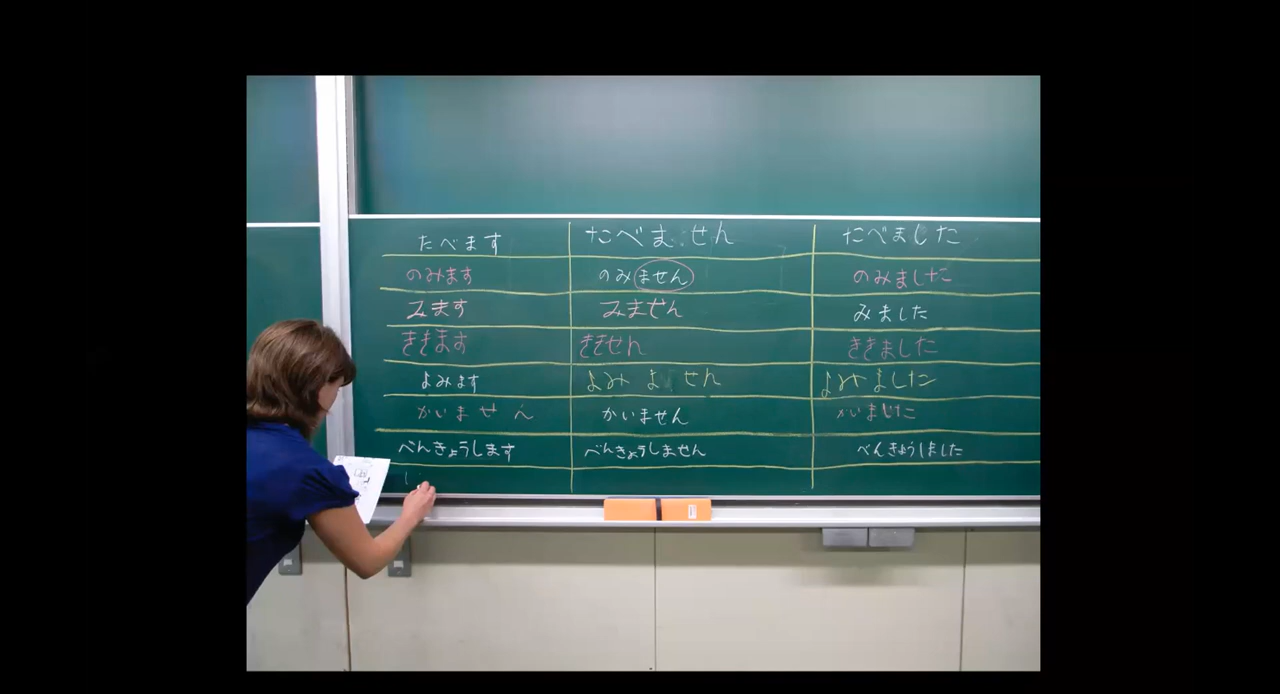 たべます たべません たべました
のみます のみません のみました
みます みません みました
ききます ききせん ききました
よみます よみません よみました
かいません かいません かいました
べんきょうします べんきょうしません べんきょうしました